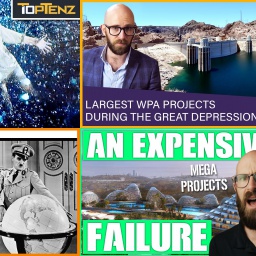 TOPTENZ
LARGEST WPA PROJECTS
DURING THE GREAT DEPRESSION
AN EXPENSIV
MEGA
PROJECTS
FAILURE